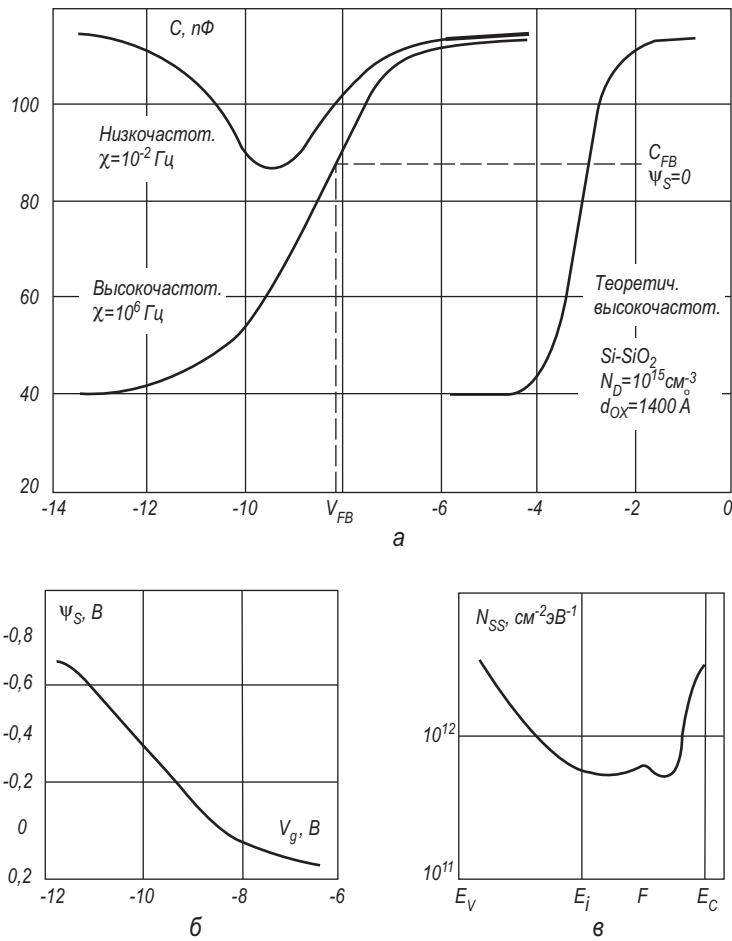 C, пФ
100
80
60
40
20
Низкочастот.
χ=10⁻² Гц
Высокочастот.
χ=10⁶ Гц
C_FB
Ψ_S=0
Теоретич.
высокочастот.
Si-SiO₂
N_D=10¹⁵см⁻³
d_OX=1400 Å
-14 -12 -10 V_FB -6 -4 -2 0
а
Ψ_S, В
-0,8
-0,6
-0,4
-0,2
0
0,2
V_g, В
-12 -10 -8 -6
б
N_SS, см⁻²эВ⁻¹
10¹²
10¹¹
E_V E_i F E_C
в